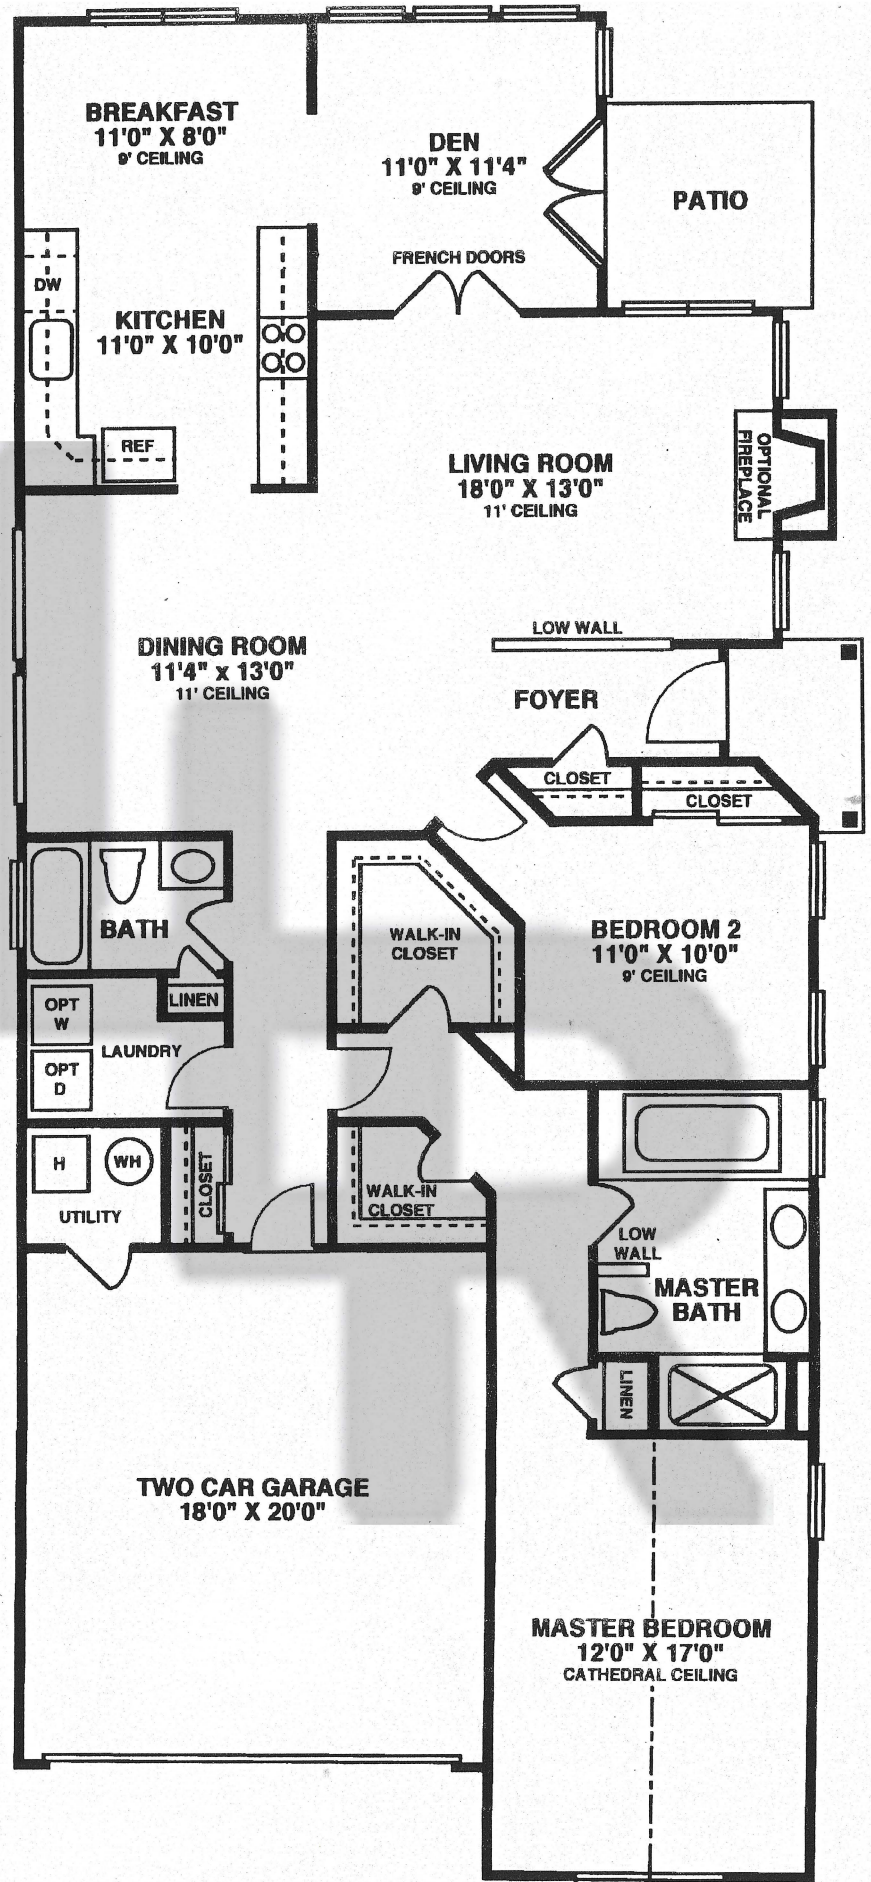 BREAKFAST
11'0" X 8'0"
9' CEILING
DEN
11'0" X 11'4"
9' CEILING
PATIO
FRENCH DOORS
DW
KITCHEN
11'0" X 10'0"
REF
LIVING ROOM
18'0" X 13'0"
11' CEILING
OPTIONAL
FIREPLACE
LOW WALL
DINING ROOM
11'4" x 13'0"
11' CEILING
FOYER
CLOSET
CLOSET
BATH
WALK-IN
CLOSET
BEDROOM 2
11'0" X 10'0"
9' CEILING
LINEN
OPT
W
LAUNDRY
OPT
D
H
WH
UTILITY
CLOSET
WALK-IN
CLOSET
LOW
WALL
MASTER
BATH
LINEN
TWO CAR GARAGE
18'0" X 20'0"
MASTER BEDROOM
12'0" X 17'0"
CATHEDRAL CEILING